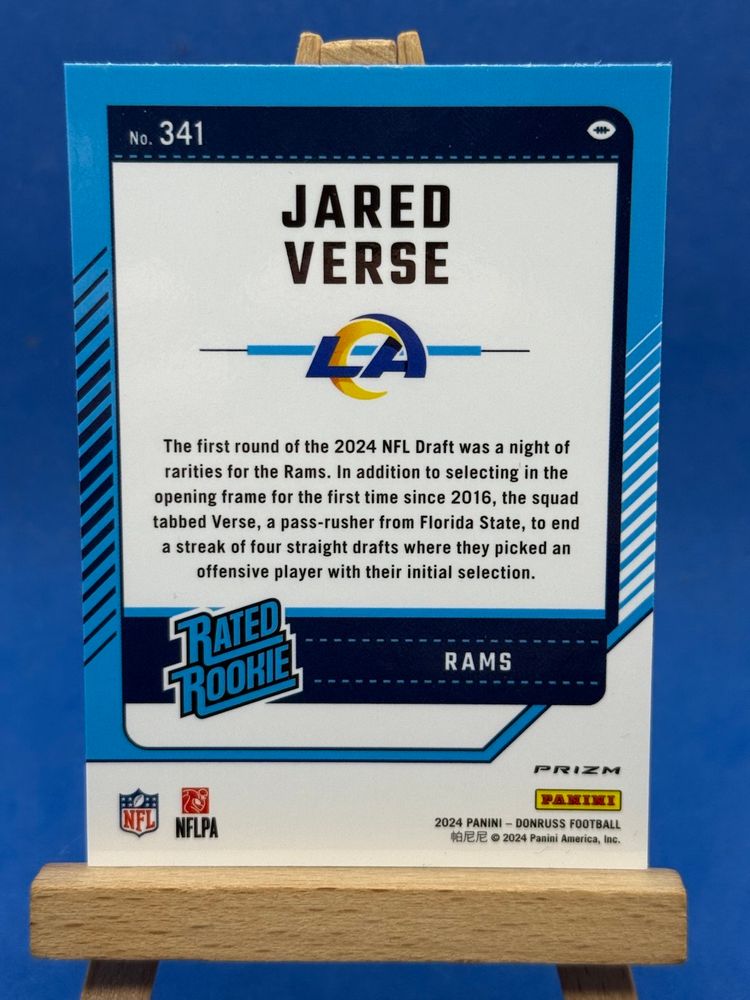 No. 341
JARED
VERSE
LA
The first round of the 2024 NFL Draft was a night of
rarities for the Rams. In addition to selecting in the
opening frame for the first time since 2016, the squad
tabbed Verse, a pass-rusher from Florida State, to end
a streak of four straight drafts where they picked an
offensive player with their initial selection.
RATED
ROOKIE
RAMS
PRIZM
PANINI
NFL
NFLPA
2024 PANINI – DONRUSS FOOTBALL
帕尼尼 © 2024 Panini America, Inc.